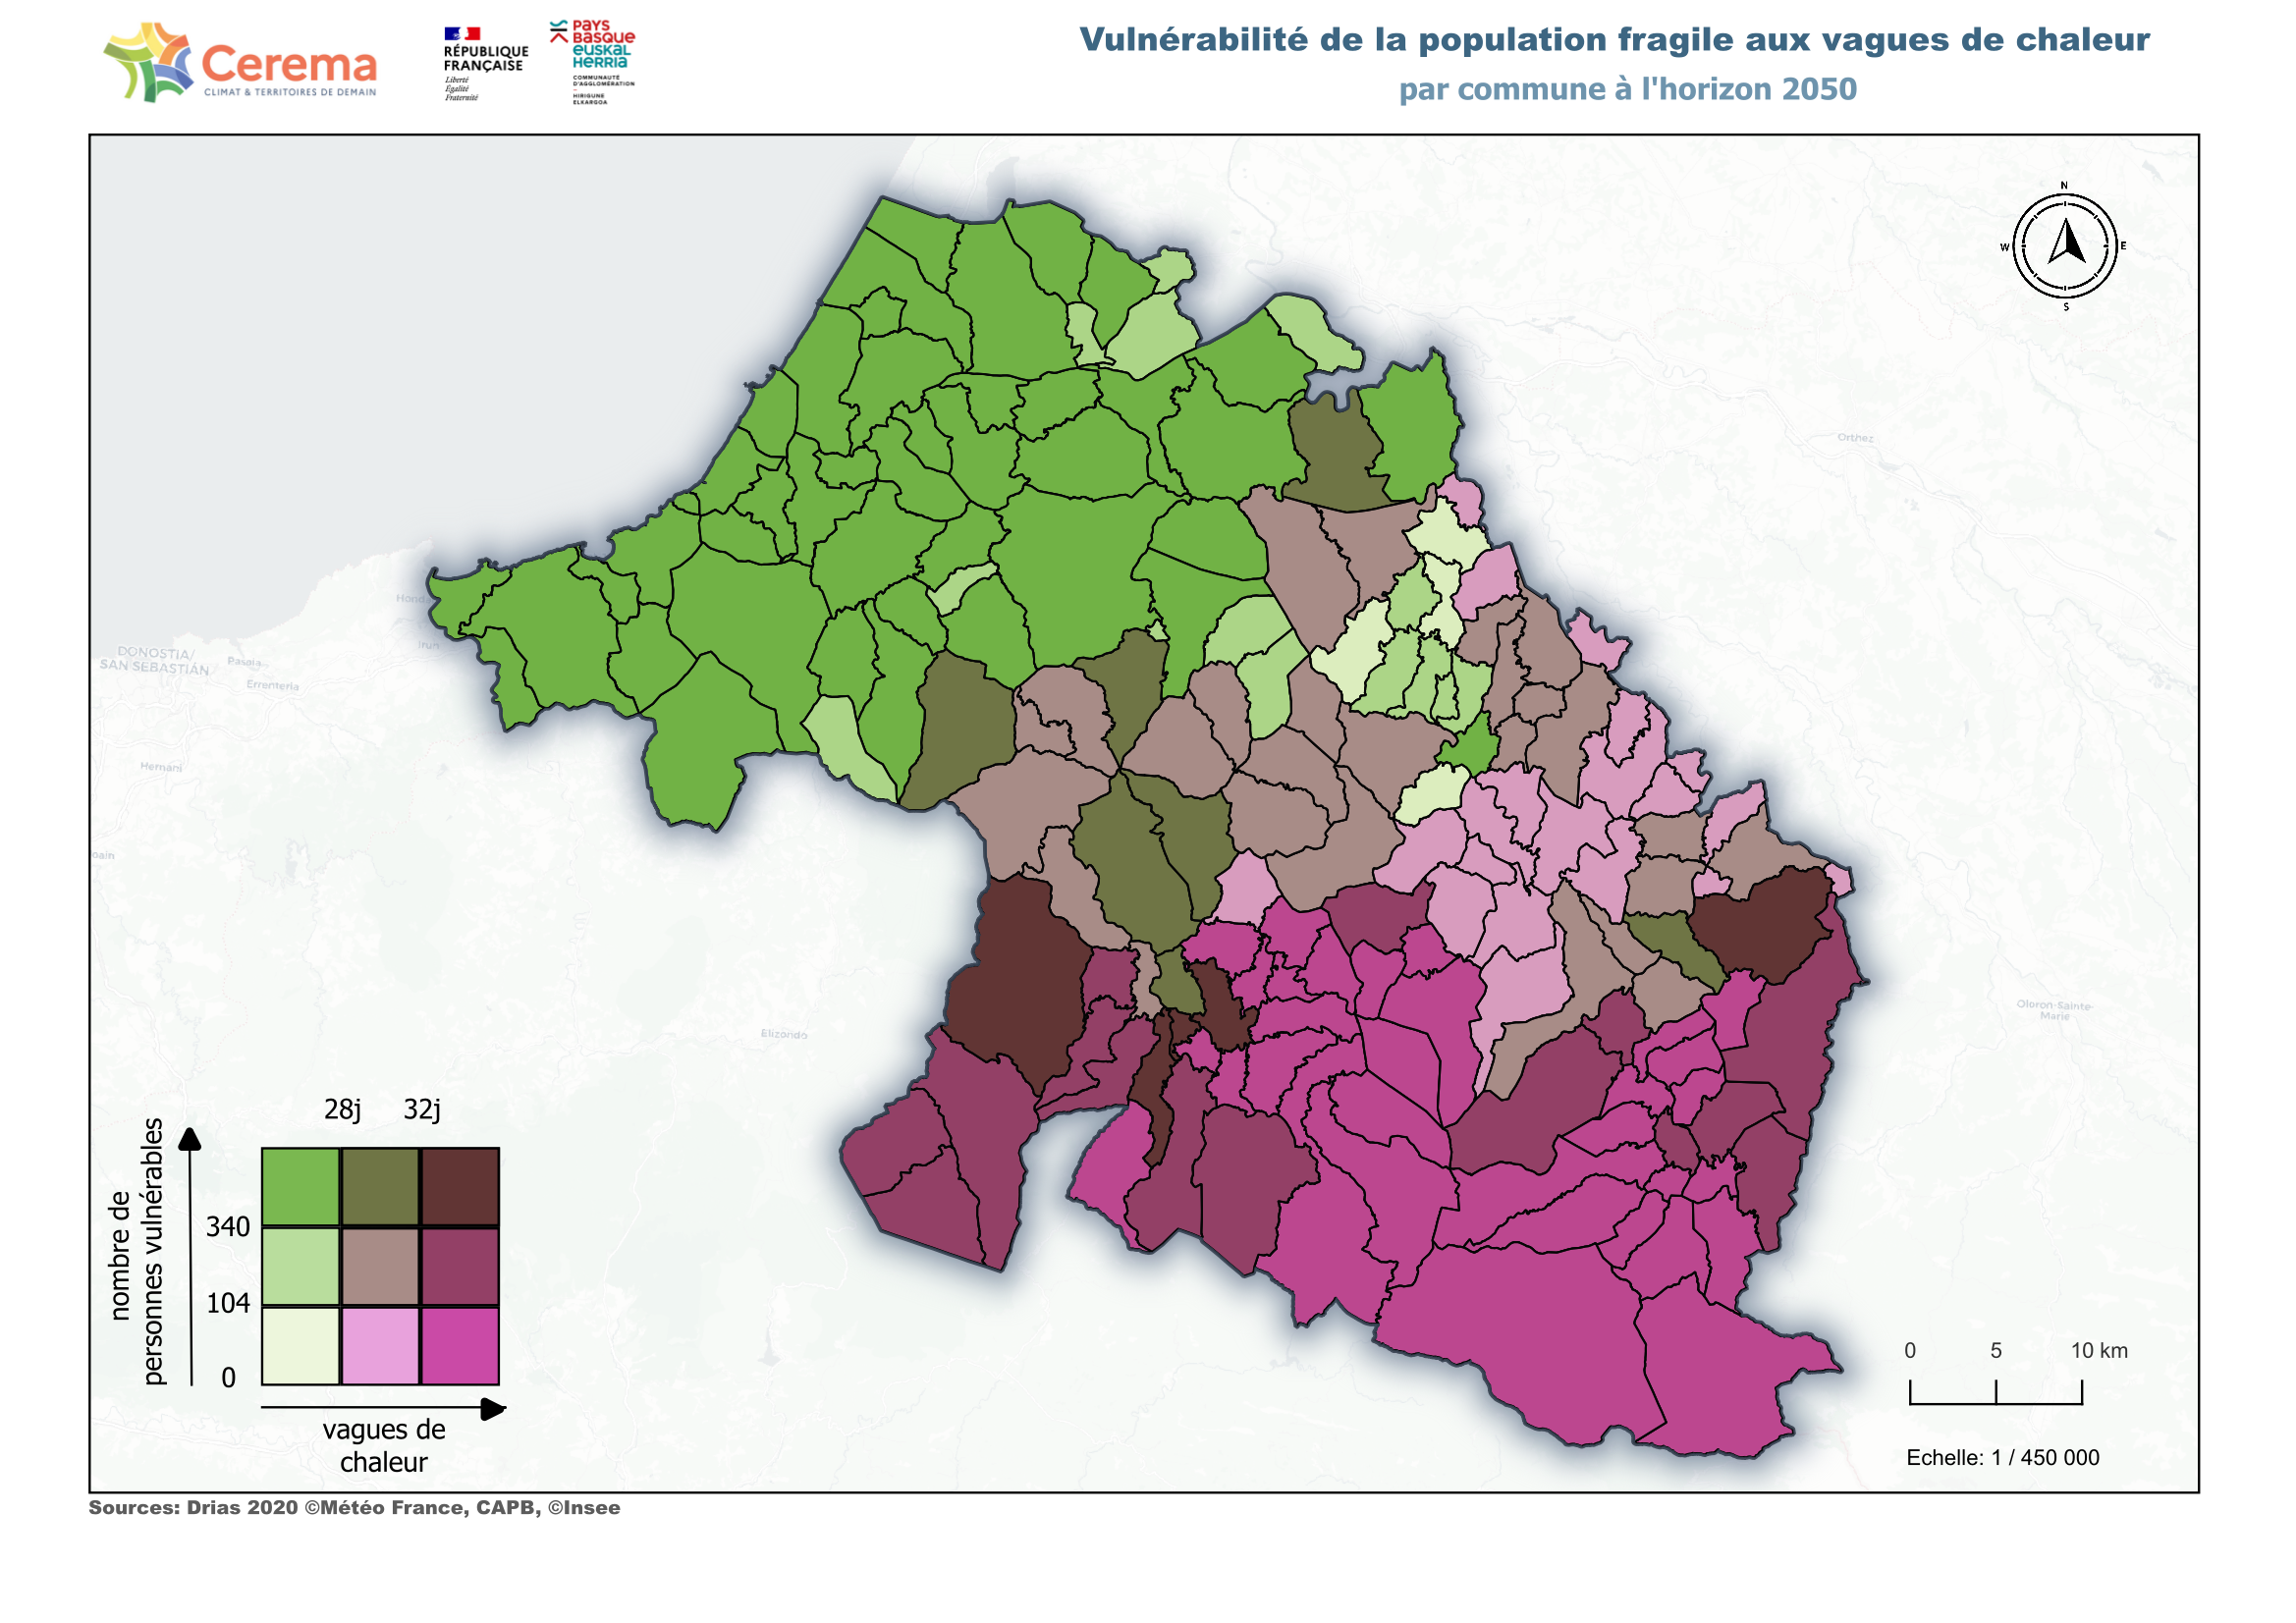 Cerema
CLIMAT & TERRITOIRES DE DEMAIN
RÉPUBLIQUE
FRANÇAISE
Liberté
Égalité
Fraternité
PAYS
BASQUE
EUSKAL
HERRIA
COMMUNAUTÉ
D'AGGLOMÉRATION
HIRIGUNE
ELKARGOA
Vulnérabilité de la population fragile aux vagues de chaleur
par commune à l'horizon 2050
N
W
E
S
Orthez
DONOSTIA/
SAN SEBASTIÁN
Pasaia
Errenteria
Irun
Honda
Hernani
oain
Elizondo
Oloron-Sainte-
Marie
28j
32j
nombre de
personnes vulnérables
340
104
0
vagues de
chaleur
0
5
10 km
Echelle: 1 / 450 000
Sources: Drias 2020 ©Météo France, CAPB, ©Insee